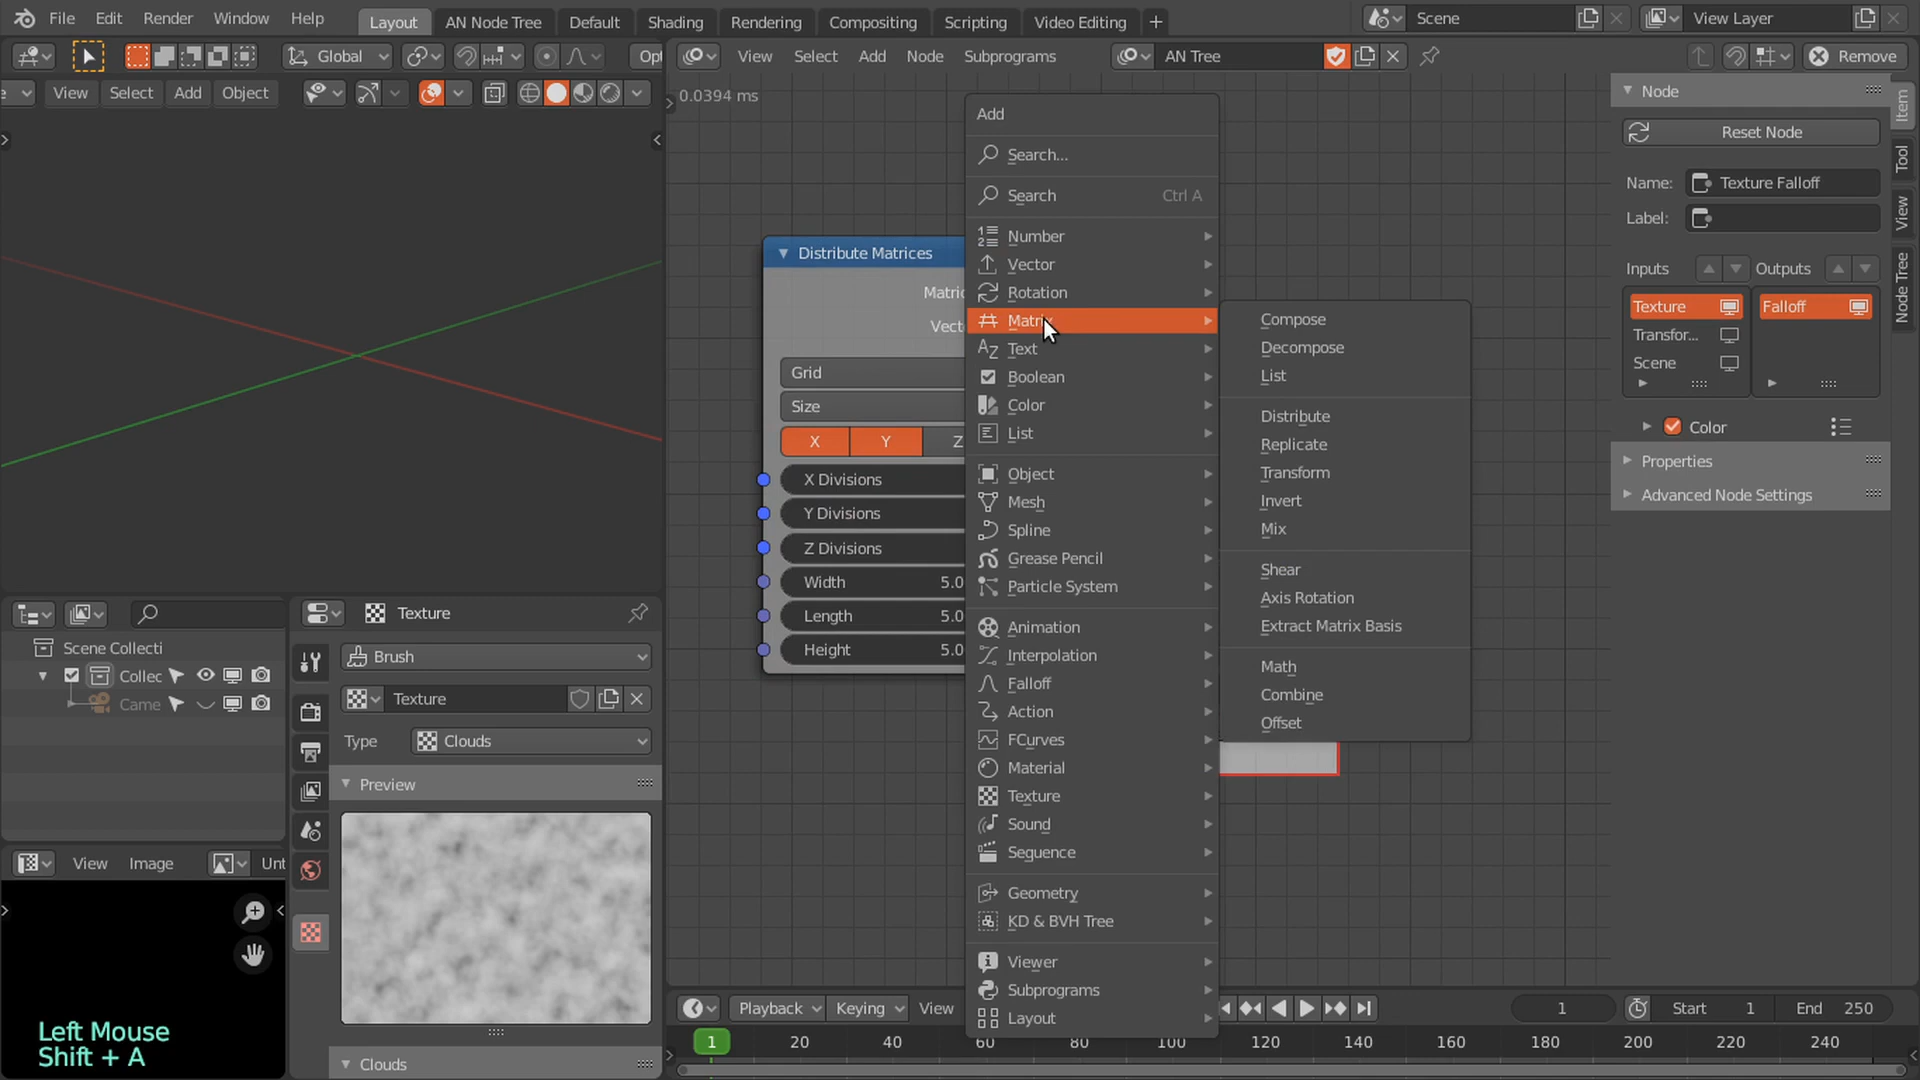 File Edit Render Window Help Layout AN Node Tree Default Shading Rendering Compositing Scripting Video Editing + Scene View Layer
Global Opt View Select Add Node Subprograms AN Tree Remove
View Select Add Object
0.0394 ms
Add
Search...
Search Ctrl A
Number
Vector
Rotation
Matrix
Text
Boolean
Color
List
Object
Mesh
Spline
Grease Pencil
Particle System
Animation
Interpolation
Falloff
Action
FCurves
Material
Texture
Sound
Sequence
Geometry
KD & BVH Tree
Viewer
Subprograms
Layout
Compose
Decompose
List
Distribute
Replicate
Transform
Invert
Mix
Shear
Axis Rotation
Extract Matrix Basis
Math
Combine
Offset
Distribute Matrices
Matric
Vect
Grid
Size
X Y Z
X Divisions
Y Divisions
Z Divisions
Width 5.0
Length 5.0
Height 5.0
Node
Reset Node
Name: Texture Falloff
Label:
Inputs Outputs
Texture Falloff
Transfor...
Scene
Color
Properties
Advanced Node Settings
Item
Tool
View
Node Tree
Scene Collecti
Collec
Came
Texture
Brush
Texture
Type Clouds
Preview
Clouds
View Image Unt
Left Mouse
Shift + A
Playback Keying View 1 Start 1 End 250
1 20 40 60 80 100 120 140 160 180 200 220 240